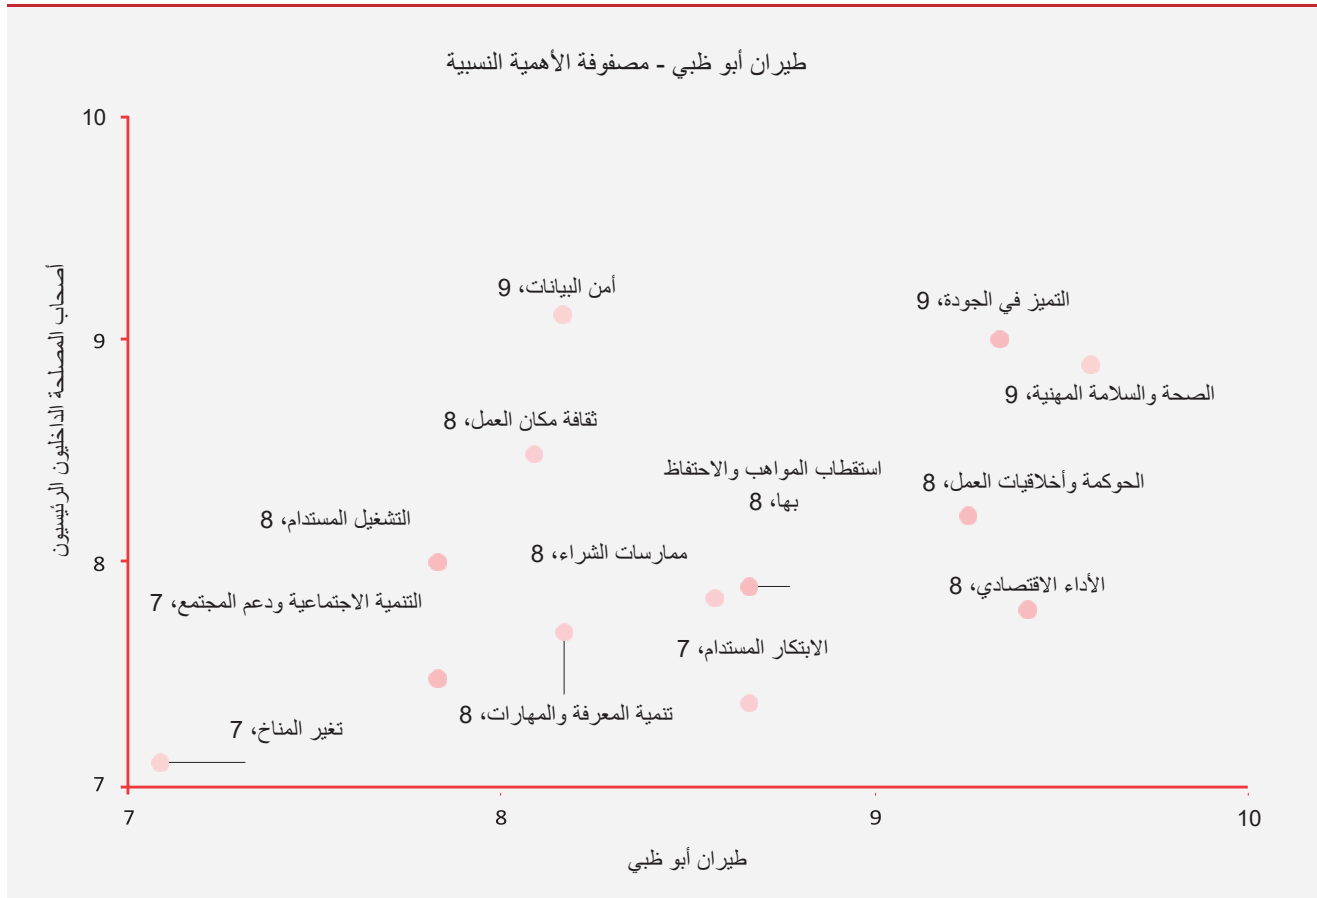 طيران أبو ظبي - مصفوفة الأهمية النسبية
10
9
8
7
أصحاب المصلحة الداخليون الرئيسيون
أمن البيانات، 9
التميز في الجودة، 9
الصحة والسلامة المهنية، 9
ثقافة مكان العمل، 8
استقطاب المواهب والاحتفاظ
بها، 8
الحوكمة وأخلاقيات العمل، 8
التشغيل المستدام، 8
ممارسات الشراء، 8
الأداء الاقتصادي، 8
التنمية الاجتماعية ودعم المجتمع، 7
الابتكار المستدام، 7
تنمية المعرفة والمهارات، 8
تغير المناخ، 7
7
8
9
10
طيران أبو ظبي